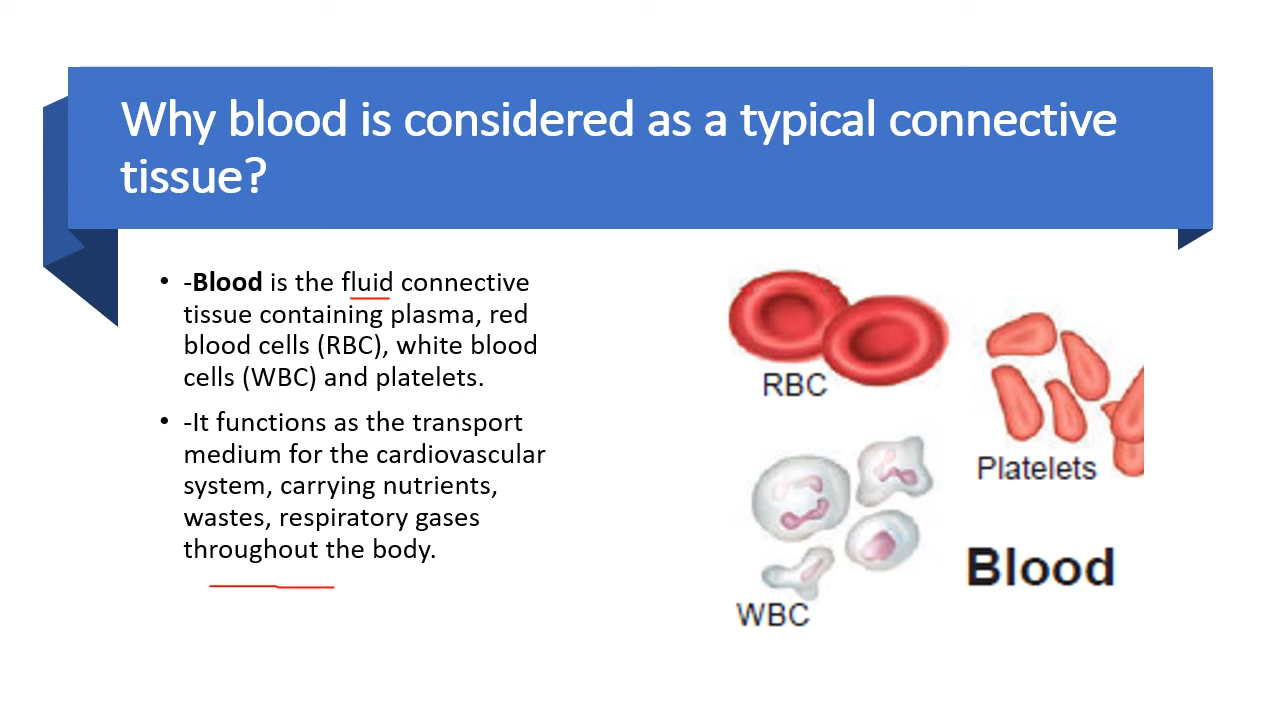 Why blood is considered as a typical connective
tissue?
• -Blood is the fluid connective
tissue containing plasma, red
blood cells (RBC), white blood
cells (WBC) and platelets.
• -It functions as the transport
medium for the cardiovascular
system, carrying nutrients,
wastes, respiratory gases
throughout the body.
RBC
Platelets
WBC
Blood